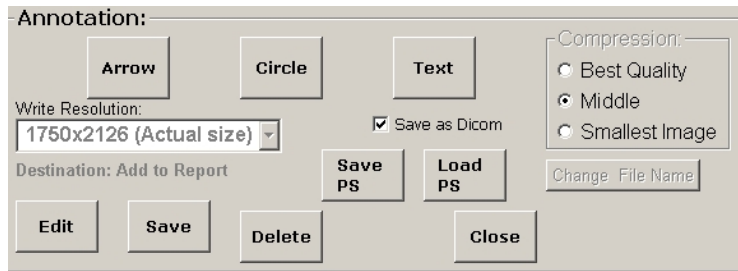 Annotation:
Compression:
Arrow
Circle
Text
Best Quality
Write Resolution:
Middle
1750x2126 (Actual size)
Save as Dicom
Smallest Image
Destination: Add to Report
Save
PS
Load
PS
Change File Name
Edit
Save
Delete
Close